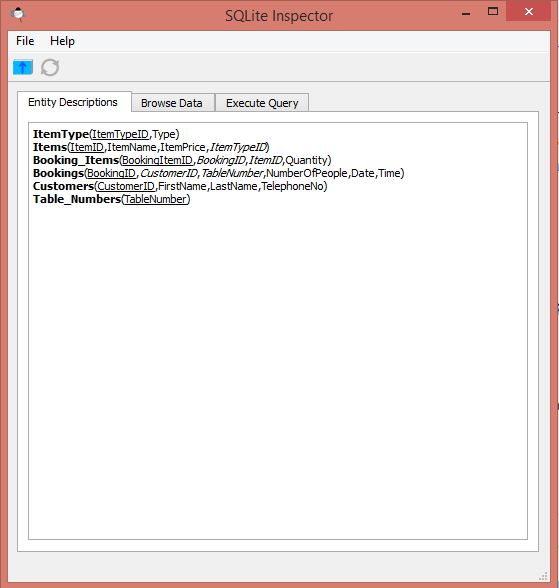 SQLite Inspector
File Help
Entity Descriptions Browse Data Execute Query
ItemType(ItemTypeID,Type)
Items(ItemID,ItemName,ItemPrice,ItemTypeID)
Booking_Items(BookingItemID,BookingID,ItemID,Quantity)
Bookings(BookingID,CustomerID,TableNumber,NumberOfPeople,Date,Time)
Customers(CustomerID,FirstName,LastName,TelephoneNo)
Table_Numbers(TableNumber)